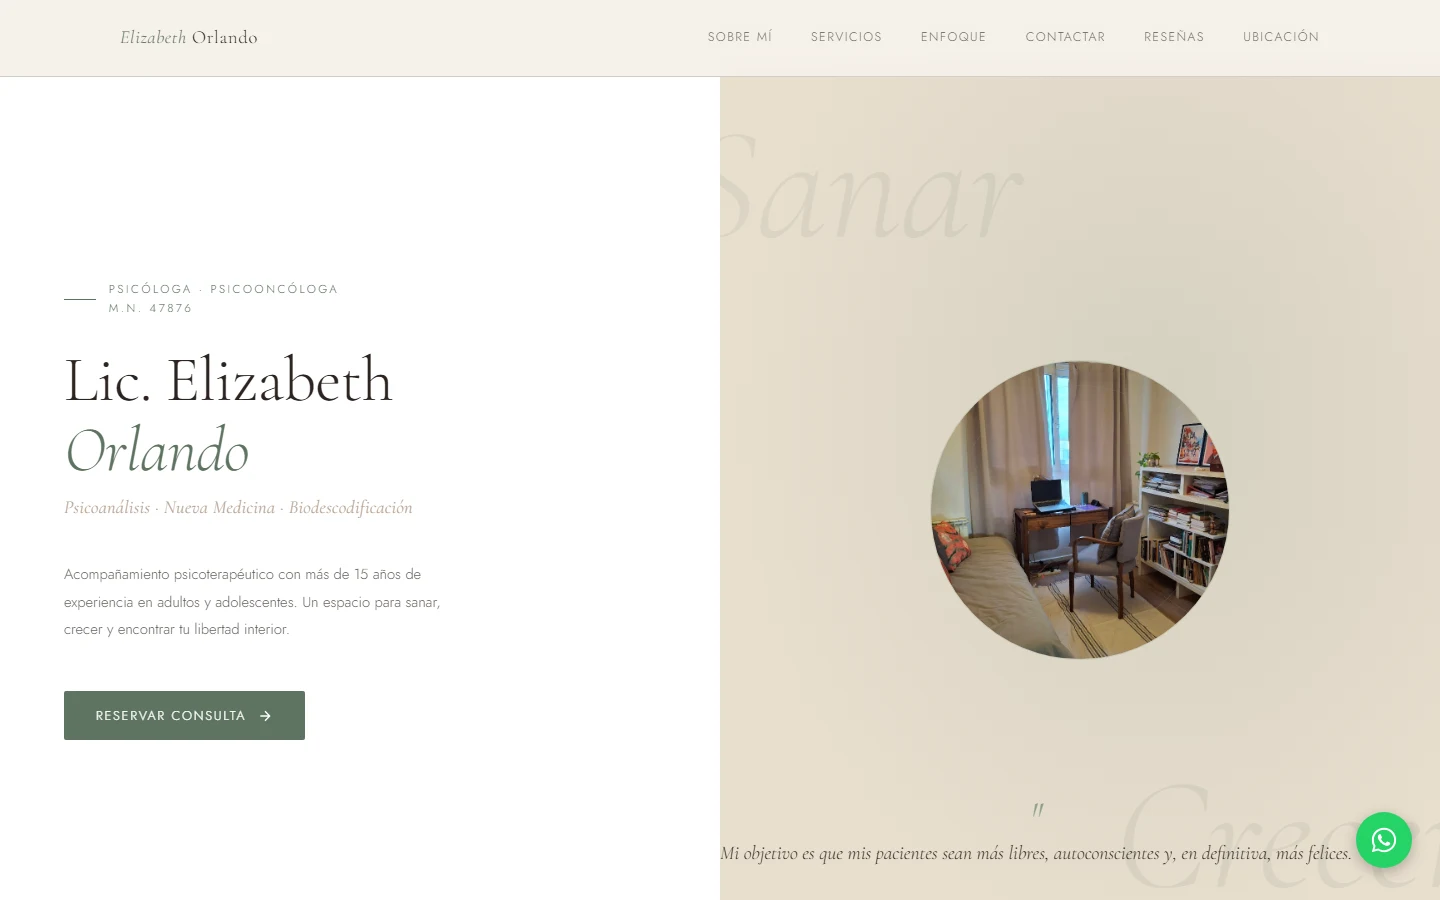 Elizabeth Orlando
SOBRE MÍ
SERVICIOS
ENFOQUE
CONTACTAR
RESEÑAS
UBICACIÓN
PSICÓLOGA · PSICOONCÓLOGA
M.N. 47876
Lic. Elizabeth
Orlando
Psicoanálisis · Nueva Medicina · Biodescodificación
Acompañamiento psicoterapéutico con más de 15 años de
experiencia en adultos y adolescentes. Un espacio para sanar,
crecer y encontrar tu libertad interior.
RESERVAR CONSULTA →
Sanar
"
Mi objetivo es que mis pacientes sean más libres, autoconscientes y, en definitiva, más felices.
Crecer